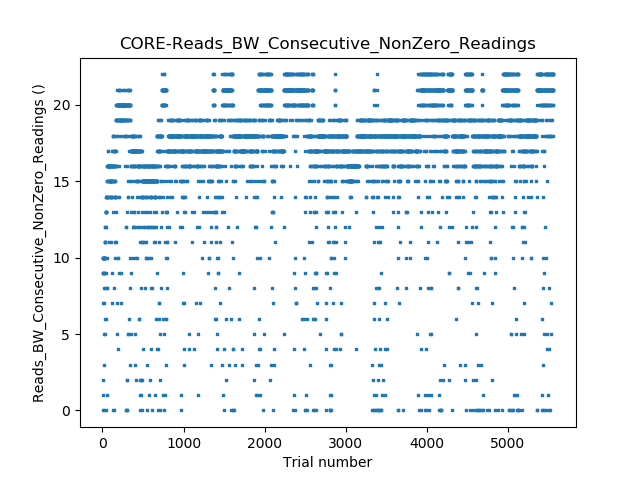 CORE-Reads_BW_Consecutive_NonZero_Readings
Reads_BW_Consecutive_NonZero_Readings ()
20
15
10
5
0
0 1000 2000 3000 4000 5000
Trial number